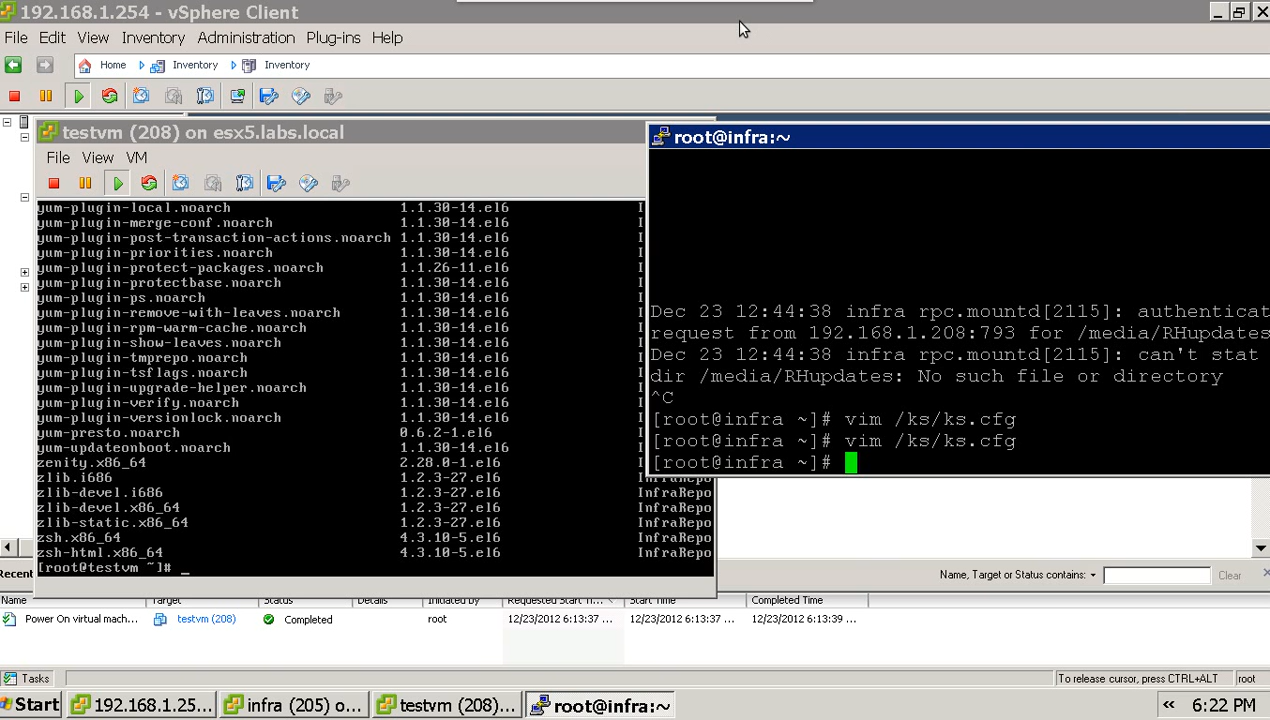 192.168.1.254 - vSphere Client
File Edit View Inventory Administration Plug-ins Help
Home Inventory Inventory
testvm (208) on esx5.labs.local
File View VM
yum-plugin-local.noarch 1.1.30-14.el6 I
yum-plugin-merge-conf.noarch 1.1.30-14.el6 I
yum-plugin-post-transaction-actions.noarch 1.1.30-14.el6 I
yum-plugin-priorities.noarch 1.1.30-14.el6 I
yum-plugin-protect-packages.noarch 1.1.26-11.el6 I
yum-plugin-protectbase.noarch 1.1.30-14.el6 I
yum-plugin-ps.noarch 1.1.30-14.el6 I
yum-plugin-remove-with-leaves.noarch 1.1.30-14.el6 I
yum-plugin-rpm-warm-cache.noarch 1.1.30-14.el6 I
yum-plugin-show-leaves.noarch 1.1.30-14.el6 I
yum-plugin-tmprepo.noarch 1.1.30-14.el6 I
yum-plugin-tsflags.noarch 1.1.30-14.el6 I
yum-plugin-upgrade-helper.noarch 1.1.30-14.el6 I
yum-plugin-verify.noarch 1.1.30-14.el6 I
yum-plugin-versionlock.noarch 1.1.30-14.el6 I
yum-presto.noarch 0.6.2-1.el6 I
yum-updateonboot.noarch 1.1.30-14.el6 I
zenity.x86_64 2.28.0-1.el6 I
zlib.i686 1.2.3-27.el6 InfraRepo
zlib-devel.i686 1.2.3-27.el6 InfraRepo
zlib-devel.x86_64 1.2.3-27.el6 InfraRepo
zlib-static.x86_64 1.2.3-27.el6 InfraRepo
zsh.x86_64 4.3.10-5.el6 InfraRepo
zsh-html.x86_64 4.3.10-5.el6 InfraRepo
[root@testvm ~]# _
root@infra:~
Dec 23 12:44:38 infra rpc.mountd[2115]: authenticat
request from 192.168.1.208:793 for /media/RHupdates
Dec 23 12:44:38 infra rpc.mountd[2115]: can't stat
dir /media/RHupdates: No such file or directory
^C
[root@infra ~]# vim /ks/ks.cfg
[root@infra ~]# vim /ks/ks.cfg
[root@infra ~]#
Recen Name, Target or Status contains: Clear
Name Target Status Details Initiated by Requested Start Ti... Start Time Completed Time
Power On virtual mach... testvm (208) Completed root 12/23/2012 6:13:37 ... 12/23/2012 6:13:37 ... 12/23/2012 6:13:39 ...
Tasks To release cursor, press CTRL+ALT root
Start 192.168.1.25... infra (205) o... testvm (208)... root@infra:~ 6:22 PM